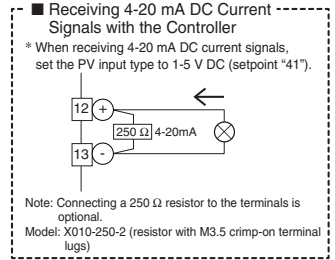 ■ Receiving 4-20 mA DC Current
Signals with the Controller
* When receiving 4-20 mA DC current signals,
set the PV input type to 1-5 V DC (setpoint "41").
12 +
250 Ω 4-20mA
13 -
Note: Connecting a 250 Ω resistor to the terminals is
optional.
Model: X010-250-2 (resistor with M3.5 crimp-on terminal
lugs)